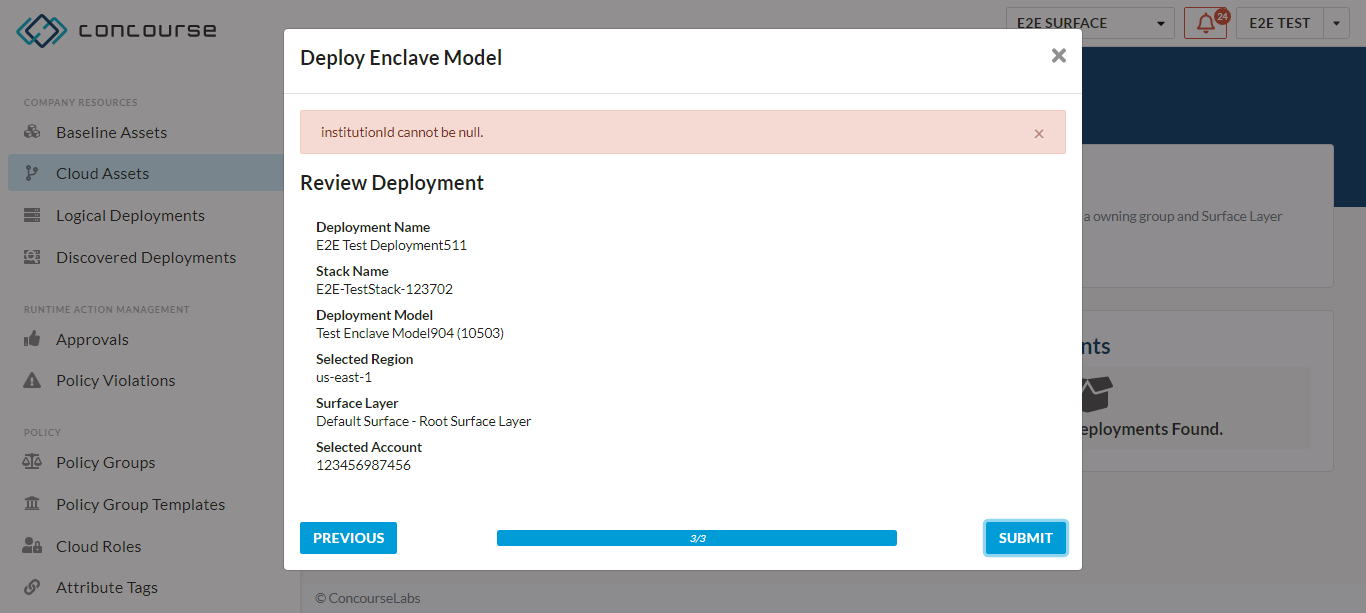 concourse
E2E SURFACE
24
E2E TEST
COMPANY RESOURCES
Baseline Assets
Cloud Assets
Logical Deployments
Discovered Deployments
RUNTIME ACTION MANAGEMENT
Approvals
Policy Violations
POLICY
Policy Groups
Policy Group Templates
Cloud Roles
Attribute Tags
Deploy Enclave Model
×
institutionId cannot be null.
×
Review Deployment
Deployment Name
E2E Test Deployment511
Stack Name
E2E-TestStack-123702
Deployment Model
Test Enclave Model904 (10503)
Selected Region
us-east-1
Surface Layer
Default Surface - Root Surface Layer
Selected Account
123456987456
PREVIOUS
3/3
SUBMIT
a owning group and Surface Layer
nts
eployments Found.
© ConcourseLabs